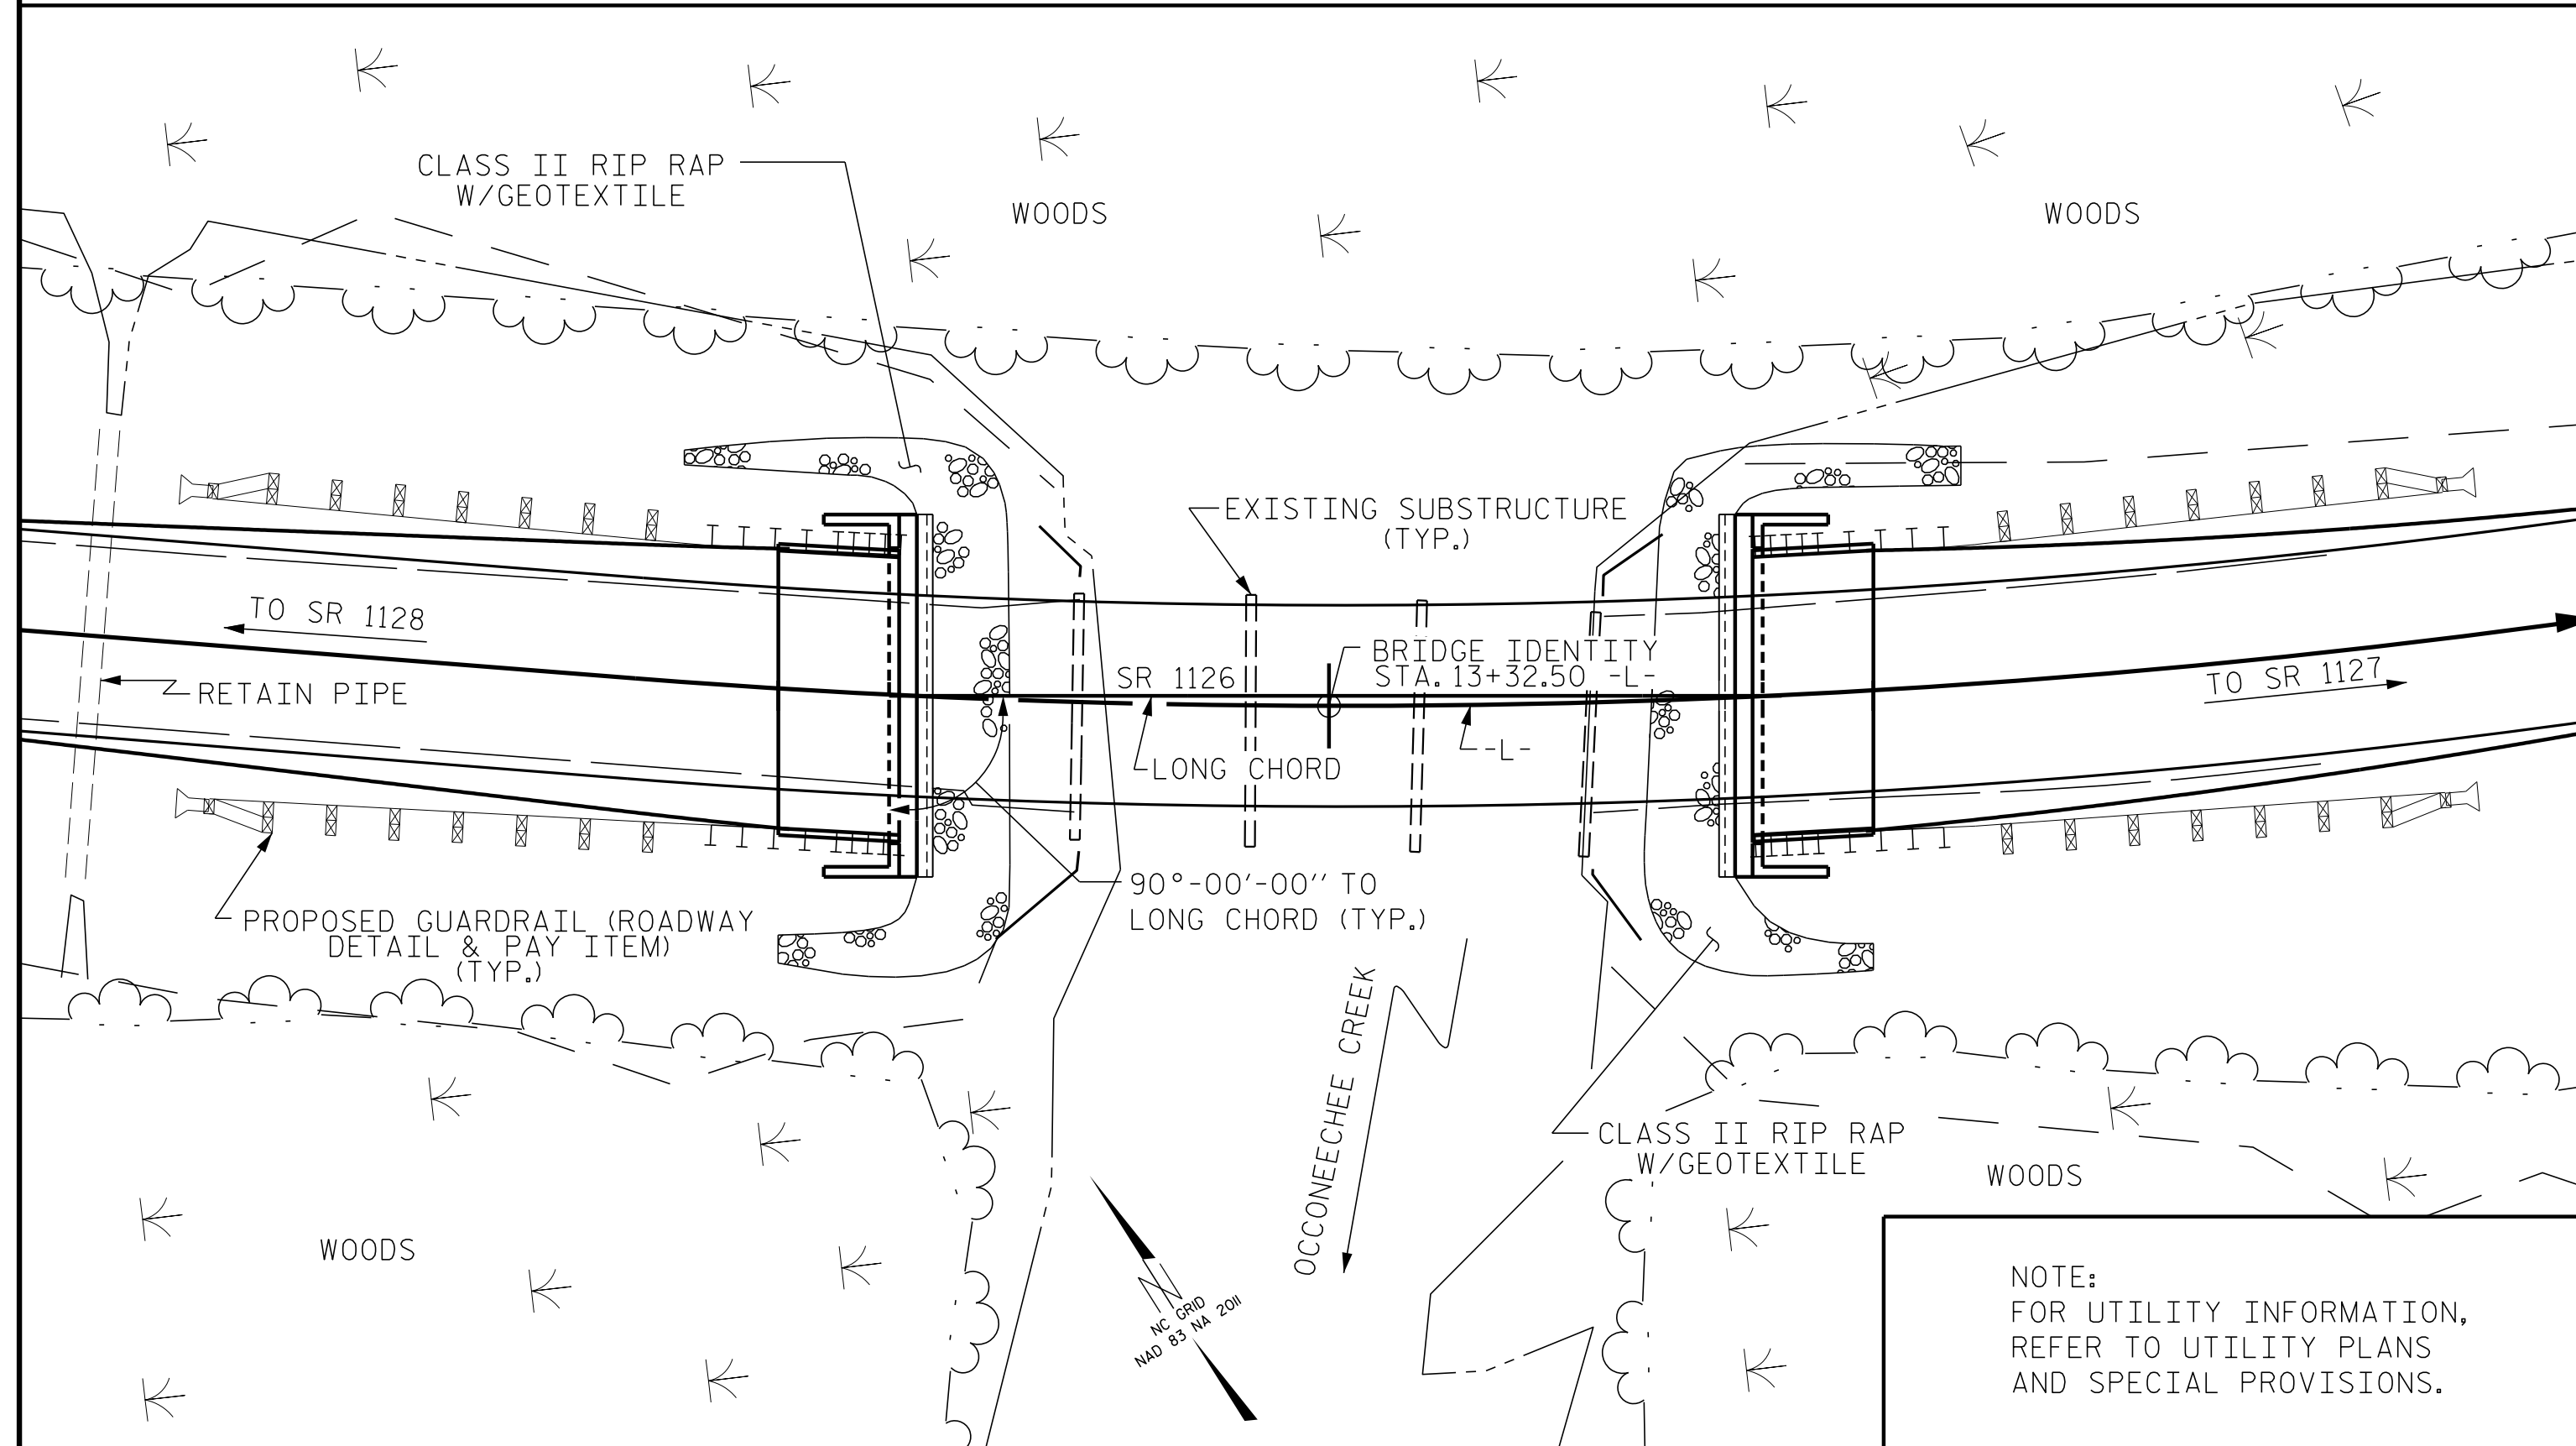 CLASS II RIP RAP
W/GEOTEXTILE
WOODS
WOODS
EXISTING SUBSTRUCTURE
(TYP.)
TO SR 1128
RETAIN PIPE
SR 1126
BRIDGE IDENTITY
STA. 13+32.50 -L-
TO SR 1127
LONG CHORD
-L-
90°-00'-00" TO
LONG CHORD (TYP.)
PROPOSED GUARDRAIL (ROADWAY
DETAIL & PAY ITEM)
(TYP.)
OCCONEECHEE CREEK
CLASS II RIP RAP
W/GEOTEXTILE
WOODS
WOODS
N
NC GRID
NAD 83 NA 2011
NOTE:
FOR UTILITY INFORMATION,
REFER TO UTILITY PLANS
AND SPECIAL PROVISIONS.